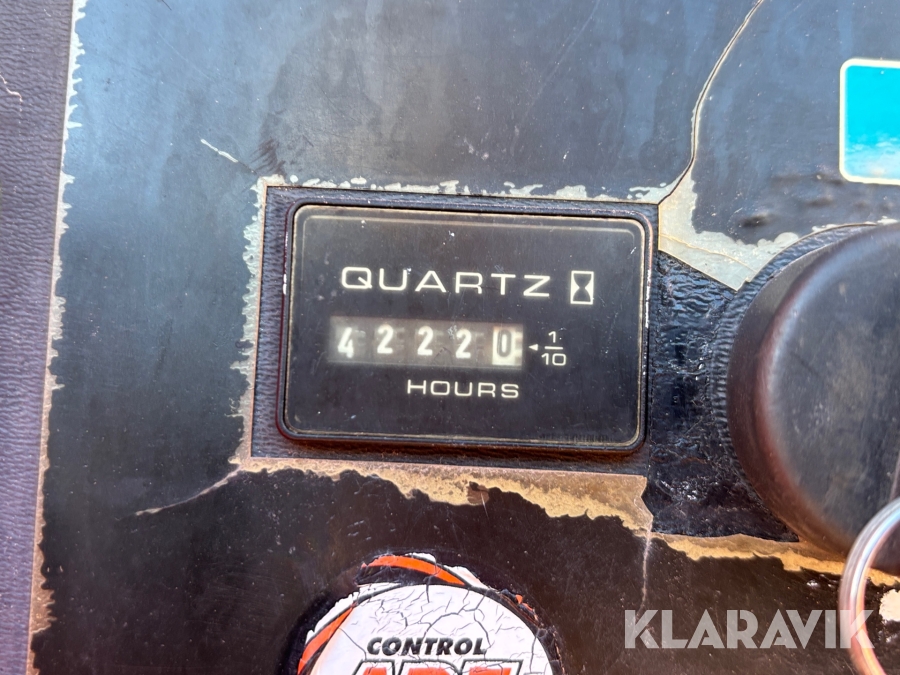 QUARTZ
42220 1/10
HOURS
CONTROL
KLARAVIK